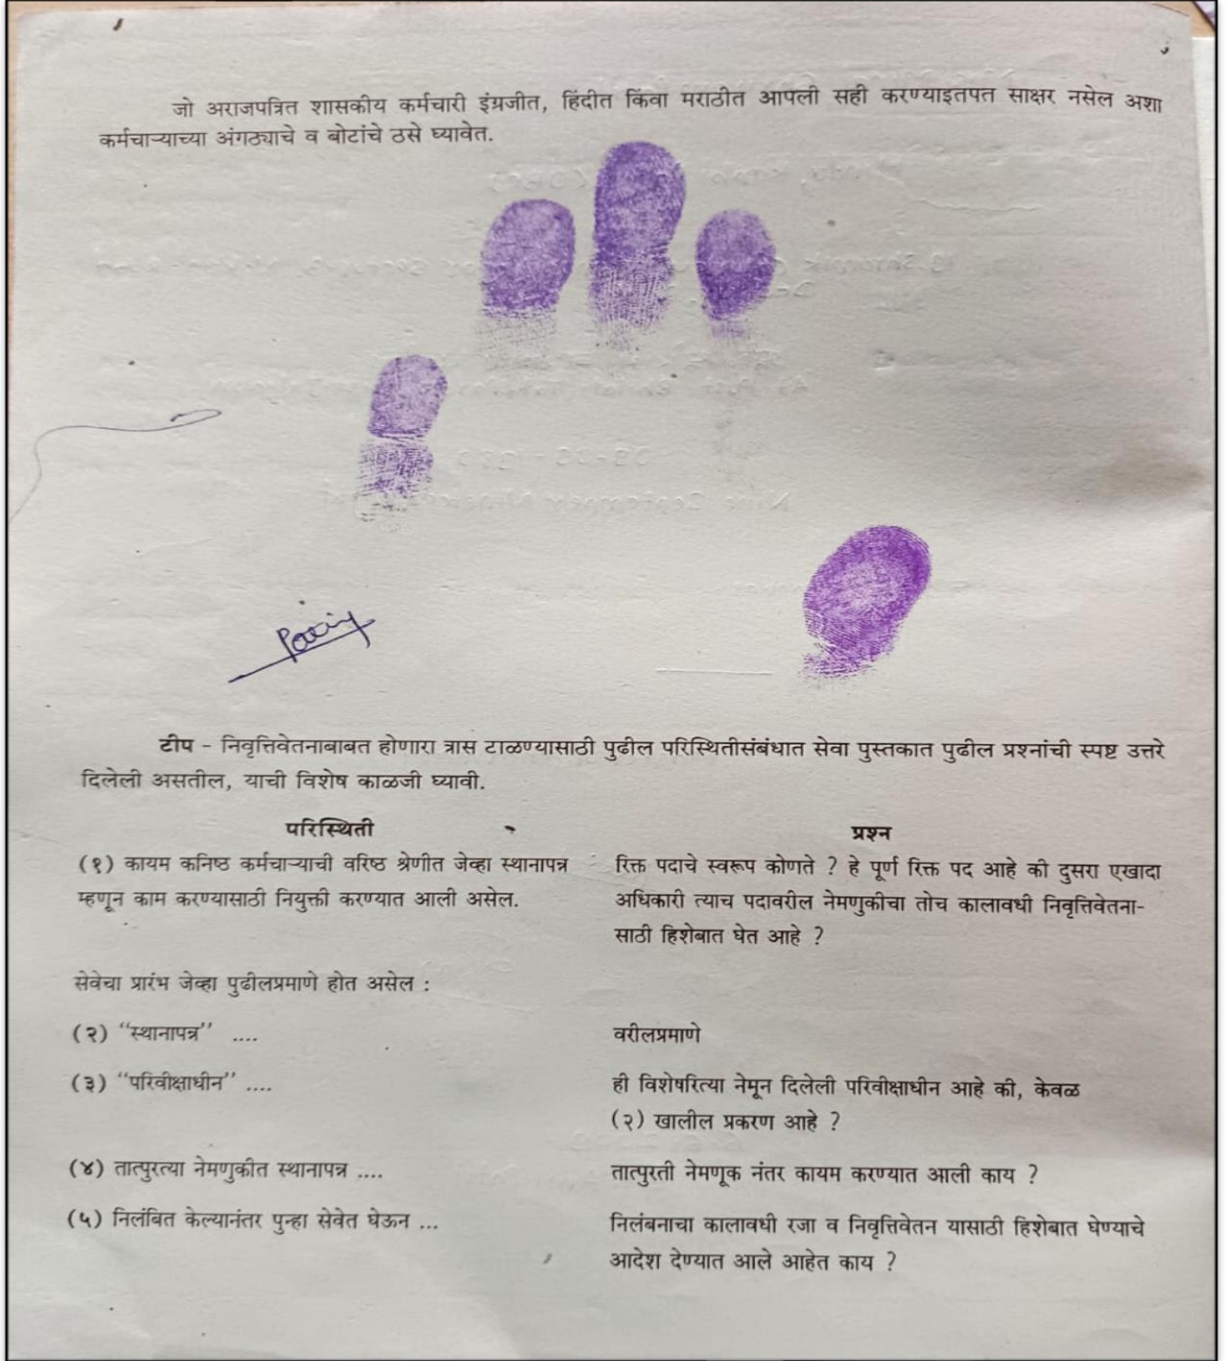 जो अराजपत्रित शासकीय कर्मचारी इंग्रजीत, हिंदीत किंवा मराठीत आपली सही करण्याइतपत साक्षर नसेल अशा
कर्मचाऱ्याच्या अंगठ्याचे व बोटांचे ठसे घ्यावेत.
टीप - निवृत्तिवेतनाबाबत होणारा त्रास टाळण्यासाठी पुढील परिस्थितीसंबंधात सेवा पुस्तकात पुढील प्रश्नांची स्पष्ट उत्तरे
दिलेली असतील, याची विशेष काळजी घ्यावी.
परिस्थिती
(१) कायम कनिष्ठ कर्मचाऱ्याची वरिष्ठ श्रेणीत जेव्हा स्थानापन्न
म्हणून काम करण्यासाठी नियुक्ती करण्यात आली असेल.
प्रश्न
रिक्त पदाचे स्वरूप कोणते ? हे पूर्ण रिक्त पद आहे की दुसरा एखादा
अधिकारी त्याच पदावरील नेमणुकीचा तोच कालावधी निवृत्तिवेतना-
साठी हिशेबात घेत आहे ?
सेवेचा प्रारंभ जेव्हा पुढीलप्रमाणे होत असेल :
(२) “स्थानापन्न” ....
वरीलप्रमाणे
(३) “परिवीक्षाधीन” ....
ही विशेषरित्या नेमून दिलेली परिवीक्षाधीन आहे की, केवळ
(२) खालील प्रकरण आहे ?
(४) तात्पुरत्या नेमणुकीत स्थानापन्न ....
तात्पुरती नेमणूक नंतर कायम करण्यात आली काय ?
(५) निलंबित केल्यानंतर पुन्हा सेवेत घेऊन ...
निलंबनाचा कालावधी रजा व निवृत्तिवेतन यासाठी हिशेबात घेण्याचे
आदेश देण्यात आले आहेत काय ?